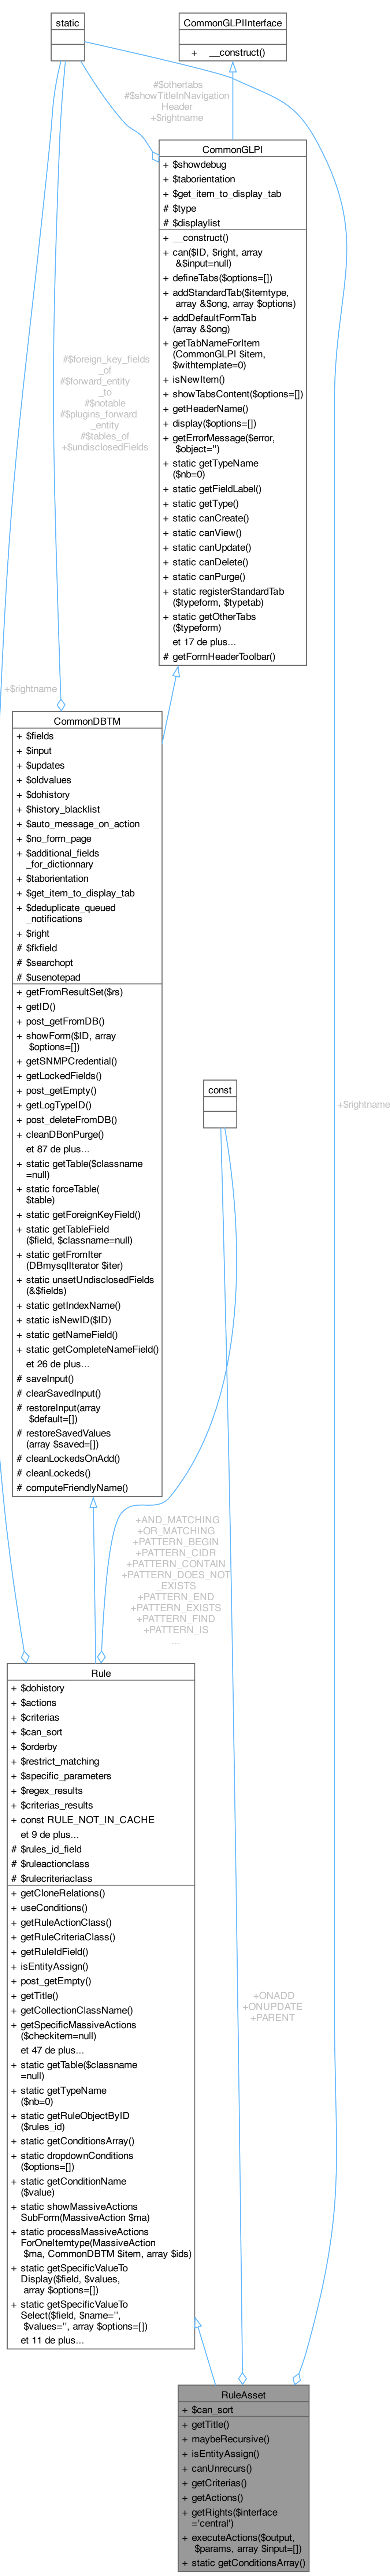 static
CommonGLPIInterface
+ __construct()
#$othertabs
#$showTitleInNavigation
Header
+$rightname
CommonGLPI
+ $showdebug
+ $taborientation
+ $get_item_to_display_tab
# $type
# $displaylist
+ __construct()
+ can($ID, $right, array
&$input=null)
+ defineTabs($options=[])
+ addStandardTab($itemtype,
array &$ong, array $options)
+ addDefaultFormTab
(array &$ong)
+ getTabNameForItem
(CommonGLPI $item,
$withtemplate=0)
+ isNewItem()
+ showTabsContent($options=[])
+ getHeaderName()
+ display($options=[])
+ getErrorMessage($error,
$object='')
+ static getTypeName
($nb=0)
+ static getFieldLabel()
+ static getType()
+ static canCreate()
+ static canView()
+ static canUpdate()
+ static canDelete()
+ static canPurge()
+ static registerStandardTab
($typeform, $typetab)
+ static getOtherTabs
($typeform)
et 17 de plus...
# getFormHeaderToolbar()
#$foreign_key_fields
_of
#$forward_entity
_to
#$notable
#$plugins_forward
_entity
#$tables_of
+$undisclosedFields
+$rightname
CommonDBTM
+ $fields
+ $input
+ $updates
+ $oldvalues
+ $dohistory
+ $history_blacklist
+ $auto_message_on_action
+ $no_form_page
+ $additional_fields
_for_dictionnary
+ $taborientation
+ $get_item_to_display_tab
+ $deduplicate_queued
_notifications
+ $right
# $fkfield
# $searchopt
# $usenotepad
+ getFromResultSet($rs)
+ getID()
+ post_getFromDB()
+ showForm($ID, array
$options=[])
+ getSNMPCredential()
+ getLockedFields()
+ post_getEmpty()
+ getLogTypeID()
+ post_deleteFromDB()
+ cleanDBonPurge()
et 87 de plus...
+ static getTable($classname
=null)
+ static forceTable(
$table)
+ static getForeignKeyField()
+ static getTableField
($field, $classname=null)
+ static getFromIter
(DBmysqlIterator $iter)
+ static unsetUndisclosedFields
(&$fields)
+ static getIndexName()
+ static isNewID($ID)
+ static getNameField()
+ static getCompleteNameField()
et 26 de plus...
# saveInput()
# clearSavedInput()
# restoreInput(array
$default=[])
# restoreSavedValues
(array $saved=[])
# cleanLockedsOnAdd()
# cleanLockeds()
# computeFriendlyName()
const
+$rightname
+AND_MATCHING
+OR_MATCHING
+PATTERN_BEGIN
+PATTERN_CIDR
+PATTERN_CONTAIN
+PATTERN_DOES_NOT
_EXISTS
+PATTERN_END
+PATTERN_EXISTS
+PATTERN_FIND
+PATTERN_IS
...
Rule
+ $dohistory
+ $actions
+ $criterias
+ $can_sort
+ $orderby
+ $restrict_matching
+ $specific_parameters
+ $regex_results
+ $criterias_results
+ const RULE_NOT_IN_CACHE
et 9 de plus...
# $rules_id_field
# $ruleactionclass
# $rulecriteriaclass
+ getCloneRelations()
+ useConditions()
+ getRuleActionClass()
+ getRuleCriteriaClass()
+ getRuleIdField()
+ isEntityAssign()
+ post_getEmpty()
+ getTitle()
+ getCollectionClassName()
+ getSpecificMassiveActions
($checkitem=null)
et 47 de plus...
+ static getTable($classname
=null)
+ static getTypeName
($nb=0)
+ static getRuleObjectByID
($rules_id)
+ static getConditionsArray()
+ static dropdownConditions
($options=[])
+ static getConditionName
($value)
+ static showMassiveActions
SubForm(MassiveAction $ma)
+ static processMassiveActions
ForOneItemtype(MassiveAction
$ma, CommonDBTM $item, array $ids)
+ static getSpecificValueTo
Display($field, $values,
array $options=[])
+ static getSpecificValueTo
Select($field, $name='',
$values='', array $options=[])
et 11 de plus...
+ONADD
+ONUPDATE
+PARENT
RuleAsset
+ $can_sort
+ getTitle()
+ maybeRecursive()
+ isEntityAssign()
+ canUnrecurs()
+ getCriterias()
+ getActions()
+ getRights($interface
='central')
+ executeActions($output,
$params, array $input=[])
+ static getConditionsArray()